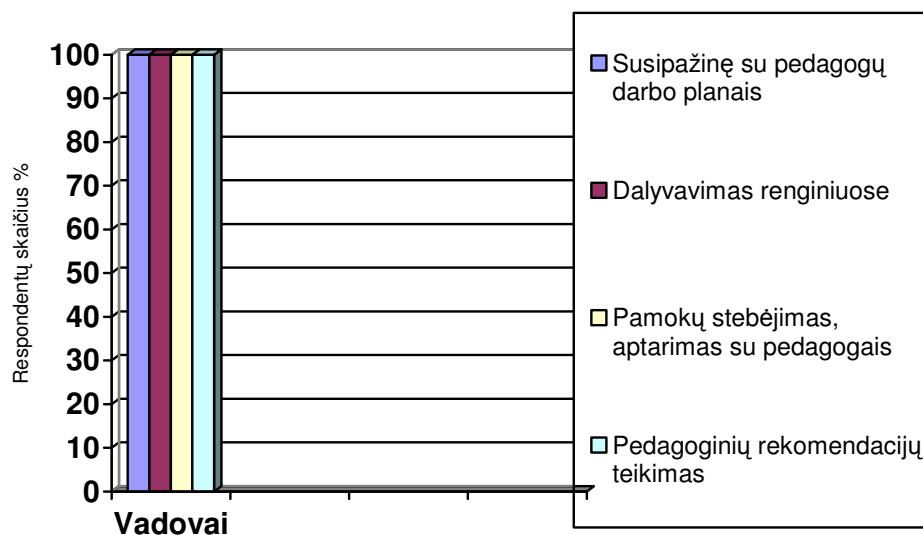 Respondentų skaičius %
100
90
80
70
60
50
40
30
20
10
0
Vadovai
Susipažinę su pedagogų
darbo planais
Dalyvavimas renginiuose
Pamokų stebėjimas,
aptarimas su pedagogais
Pedagoginių rekomendacijų
teikimas